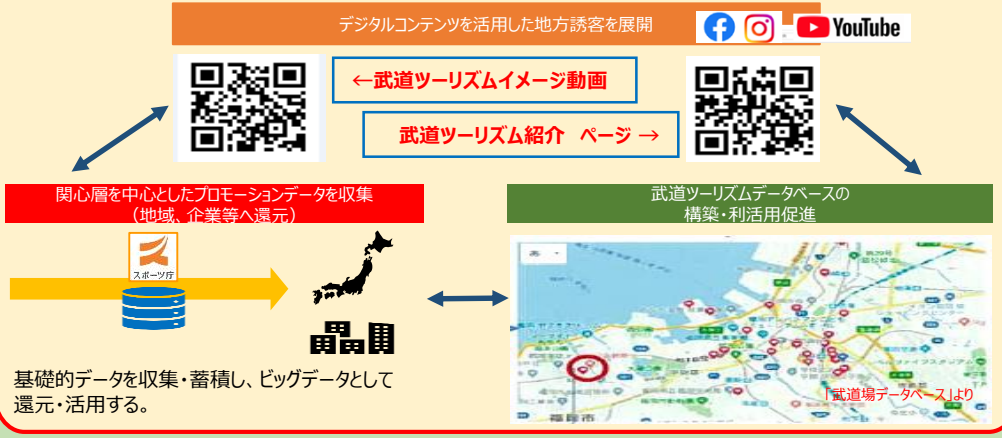 デジタルコンテンツを活用した地方誘客を展開
YouTube
←武道ツーリズムイメージ動画
武道ツーリズム紹介 ページ→
関心層を中心としたプロモーションデータを収集
(地域、企業等へ還元)
武道ツーリズムデータベースの
構築・利活用促進
スポーツ庁
あ
基礎的データを収集・蓄積し、ビッグデータとして
還元・活用する。
「武道場データベース」より